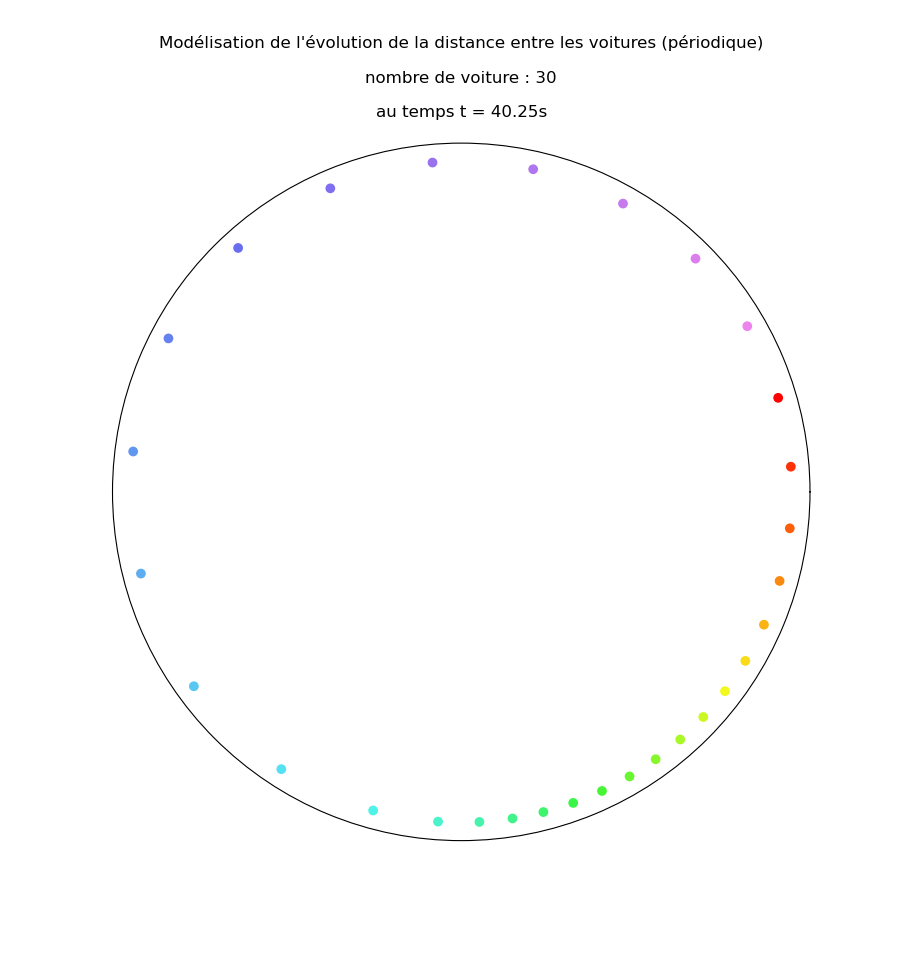 Modélisation de l'évolution de la distance entre les voitures (périodique)
nombre de voiture : 30
au temps t = 40.25s